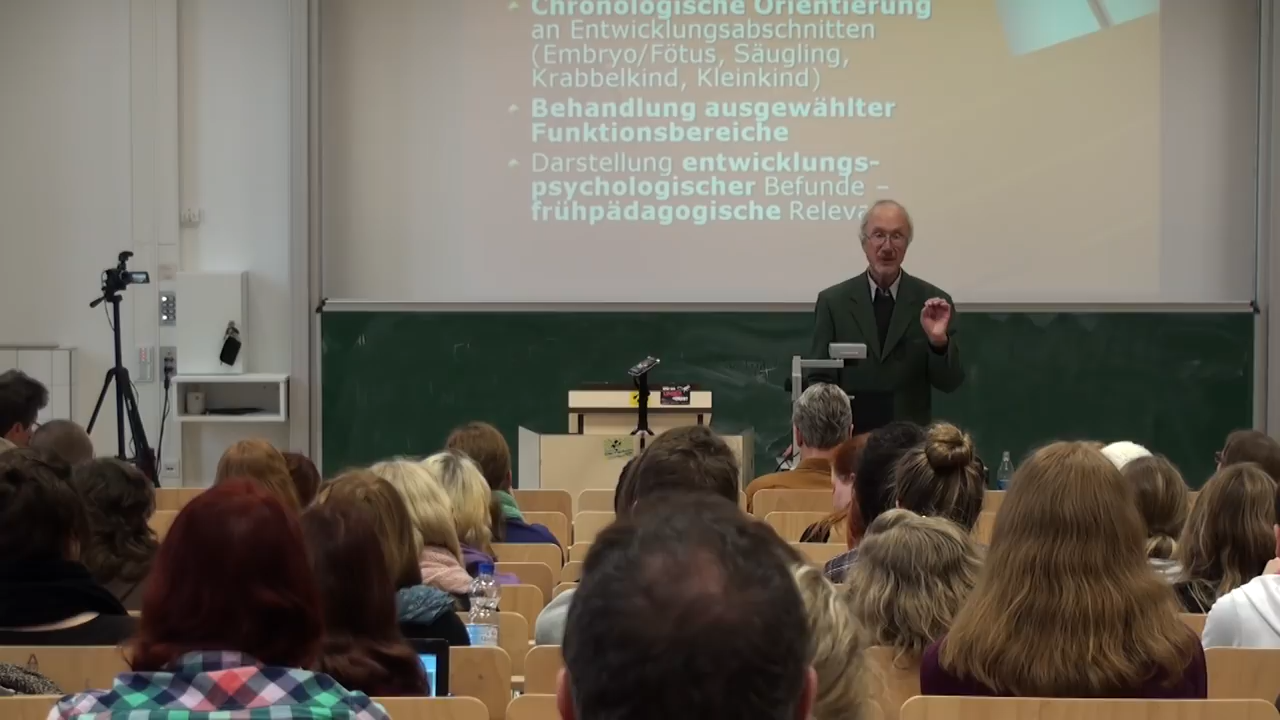 Chronologische Orientierung
an Entwicklungsabschnitten
(Embryo/Fötus, Säugling,
Krabbelkind, Kleinkind)
Behandlung ausgewählter
Funktionsbereiche
Darstellung entwicklungs-
psychologischer Befunde –
frühpädagogische